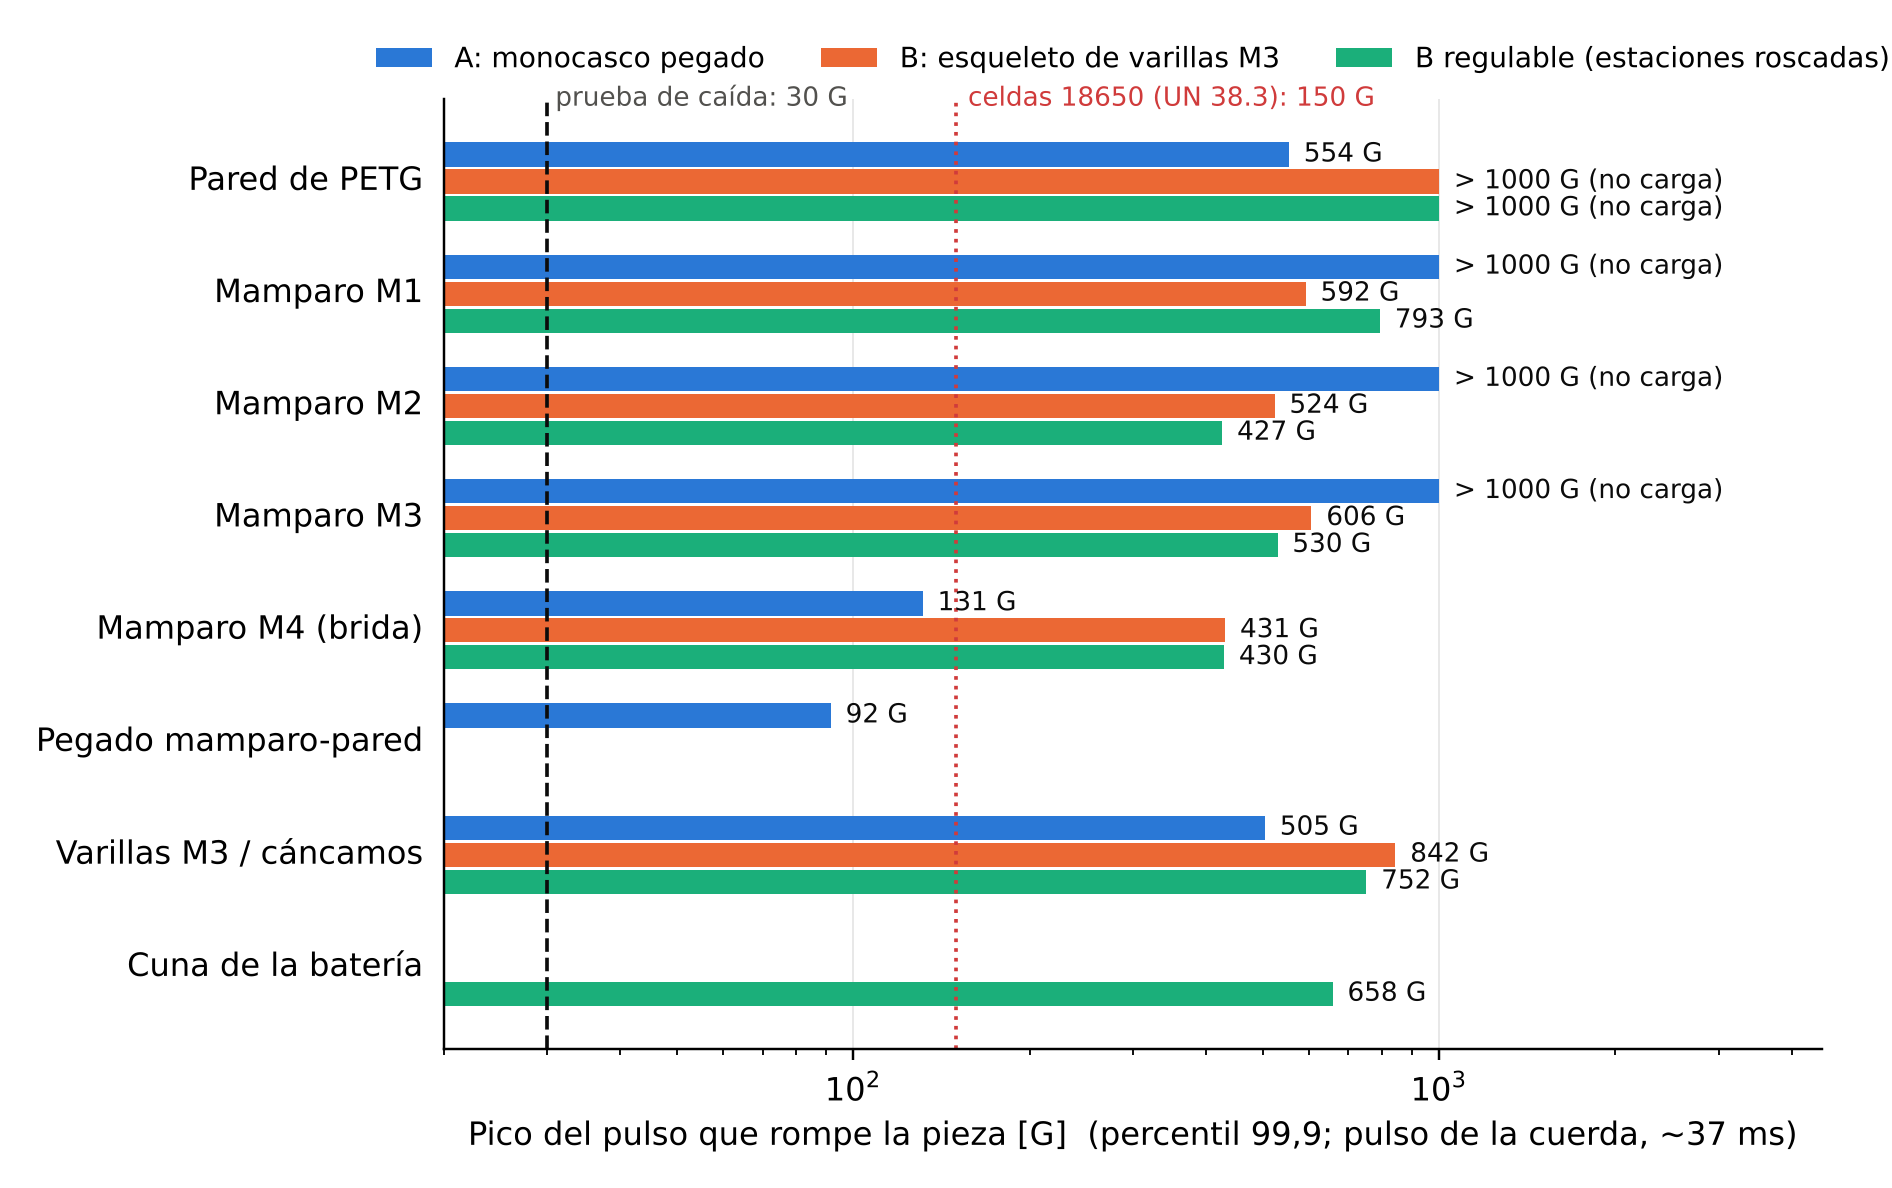 A: monocasco pegado
B: esqueleto de varillas M3
B regulable (estaciones roscadas)
prueba de caída: 30 G
celdas 18650 (UN 38.3): 150 G
Pared de PETG
554 G
> 1000 G (no carga)
> 1000 G (no carga)
Mamparo M1
> 1000 G (no carga)
592 G
793 G
Mamparo M2
> 1000 G (no carga)
524 G
427 G
Mamparo M3
> 1000 G (no carga)
606 G
530 G
Mamparo M4 (brida)
131 G
431 G
430 G
Pegado mamparo-pared
92 G
Varillas M3 / cáncamos
505 G
842 G
752 G
Cuna de la batería
658 G
10²
10³
Pico del pulso que rompe la pieza [G]  (percentil 99,9; pulso de la cuerda, ~37 ms)